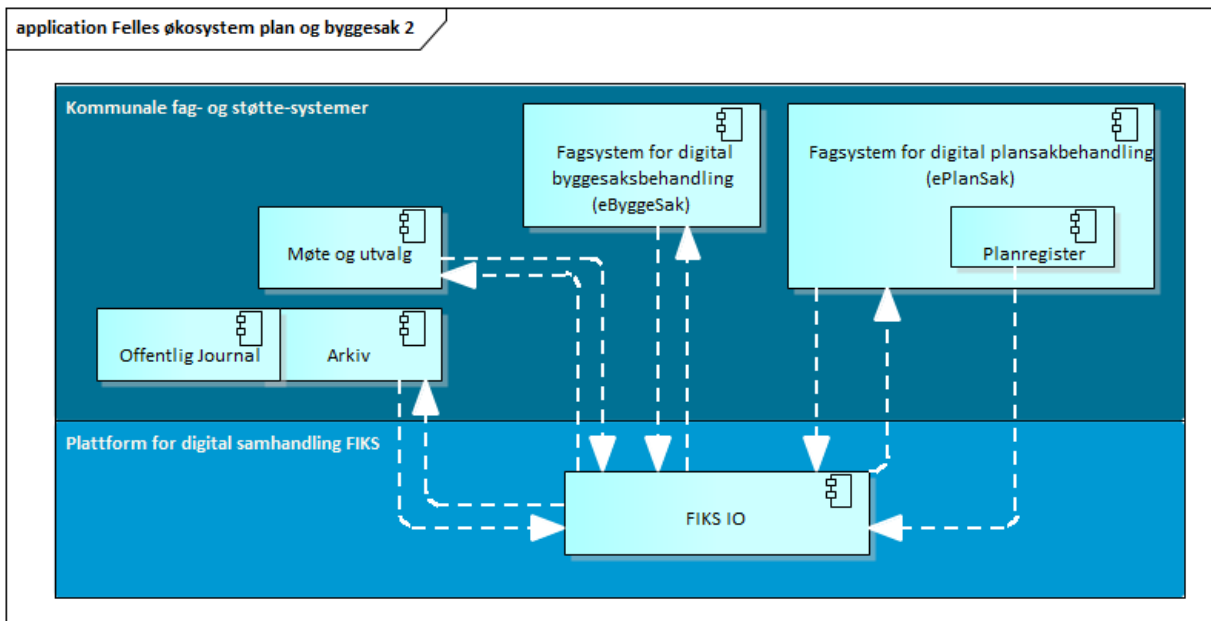 application Felles økosystem plan og byggesak 2
Kommunale fag- og støtte-systemer
Fagsystem for digital
byggesaksbehandling
(eByggeSak)
Fagsystem for digital plansakbehandling
(ePlanSak)
Planregister
Møte og utvalg
Offentlig Journal
Arkiv
Plattform for digital samhandling FIKS
FIKS IO